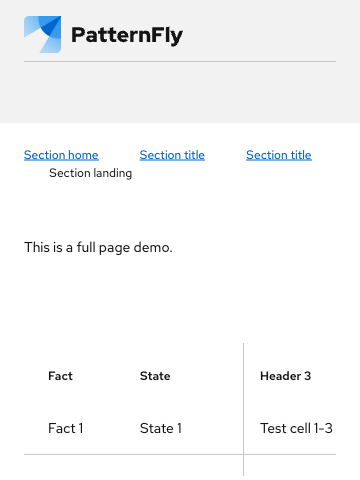 PatternFly
Section home Section title Section title
Section landing
This is a full page demo.
Fact State Header 3
Fact 1 State 1 Test cell 1-3